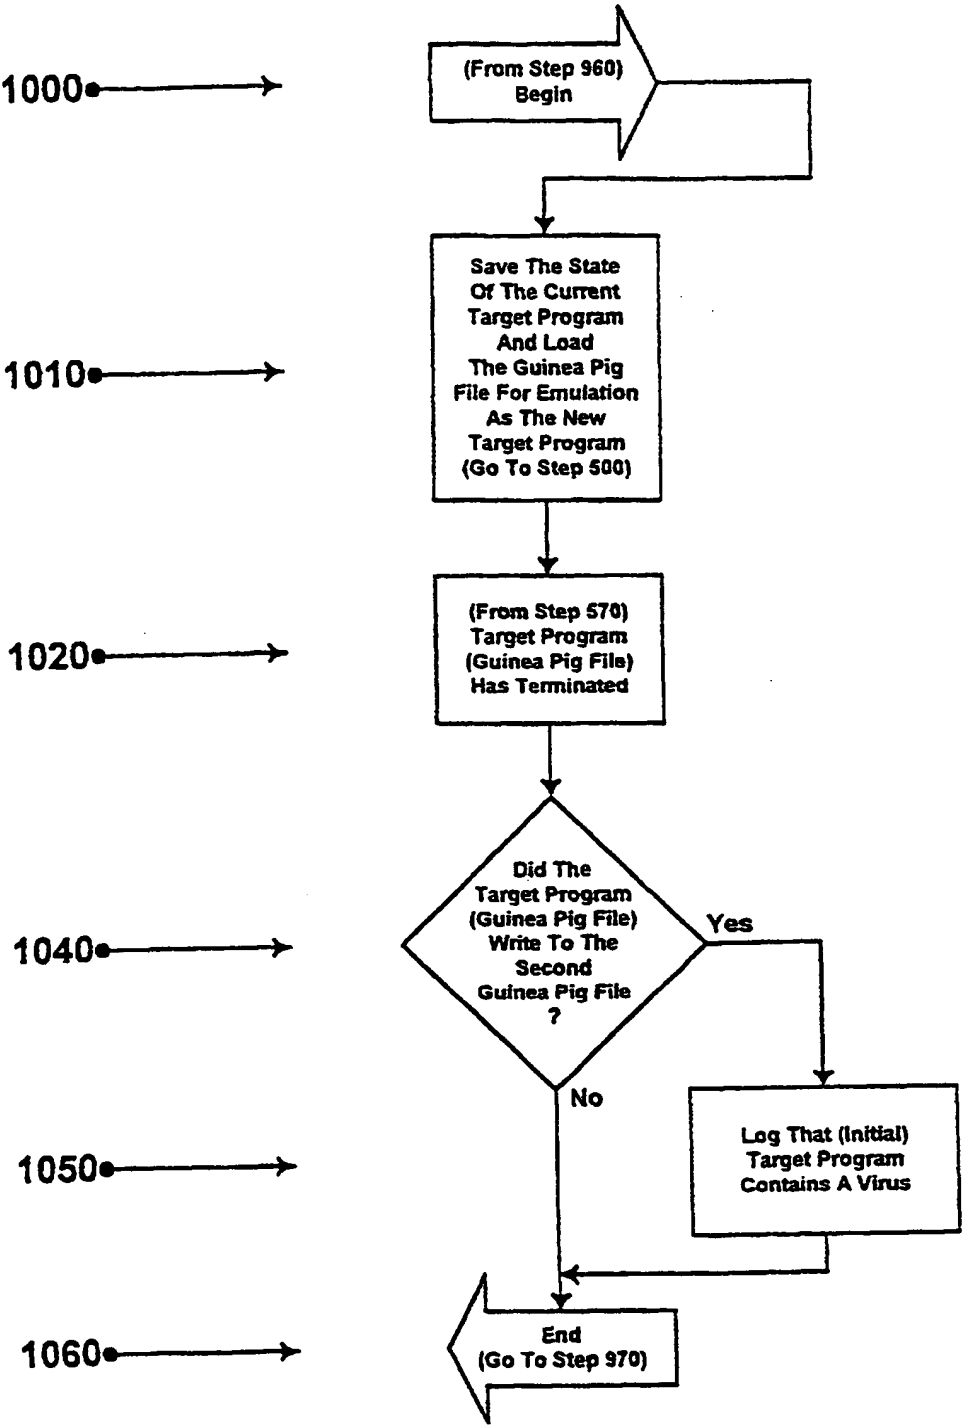 1000
(From Step 960)
Begin
1010
Save The State
Of The Current
Target Program
And Load
The Guinea Pig
File For Emulation
As The New
Target Program
(Go To Step 500)
1020
(From Step 570)
Target Program
(Guinea Pig File)
Has Terminated
1040
Did The
Target Program
(Guinea Pig File)
Write To The
Second
Guinea Pig File
?
Yes
No
1050
Log That (Initial)
Target Program
Contains A Virus
1060
End
(Go To Step 970)